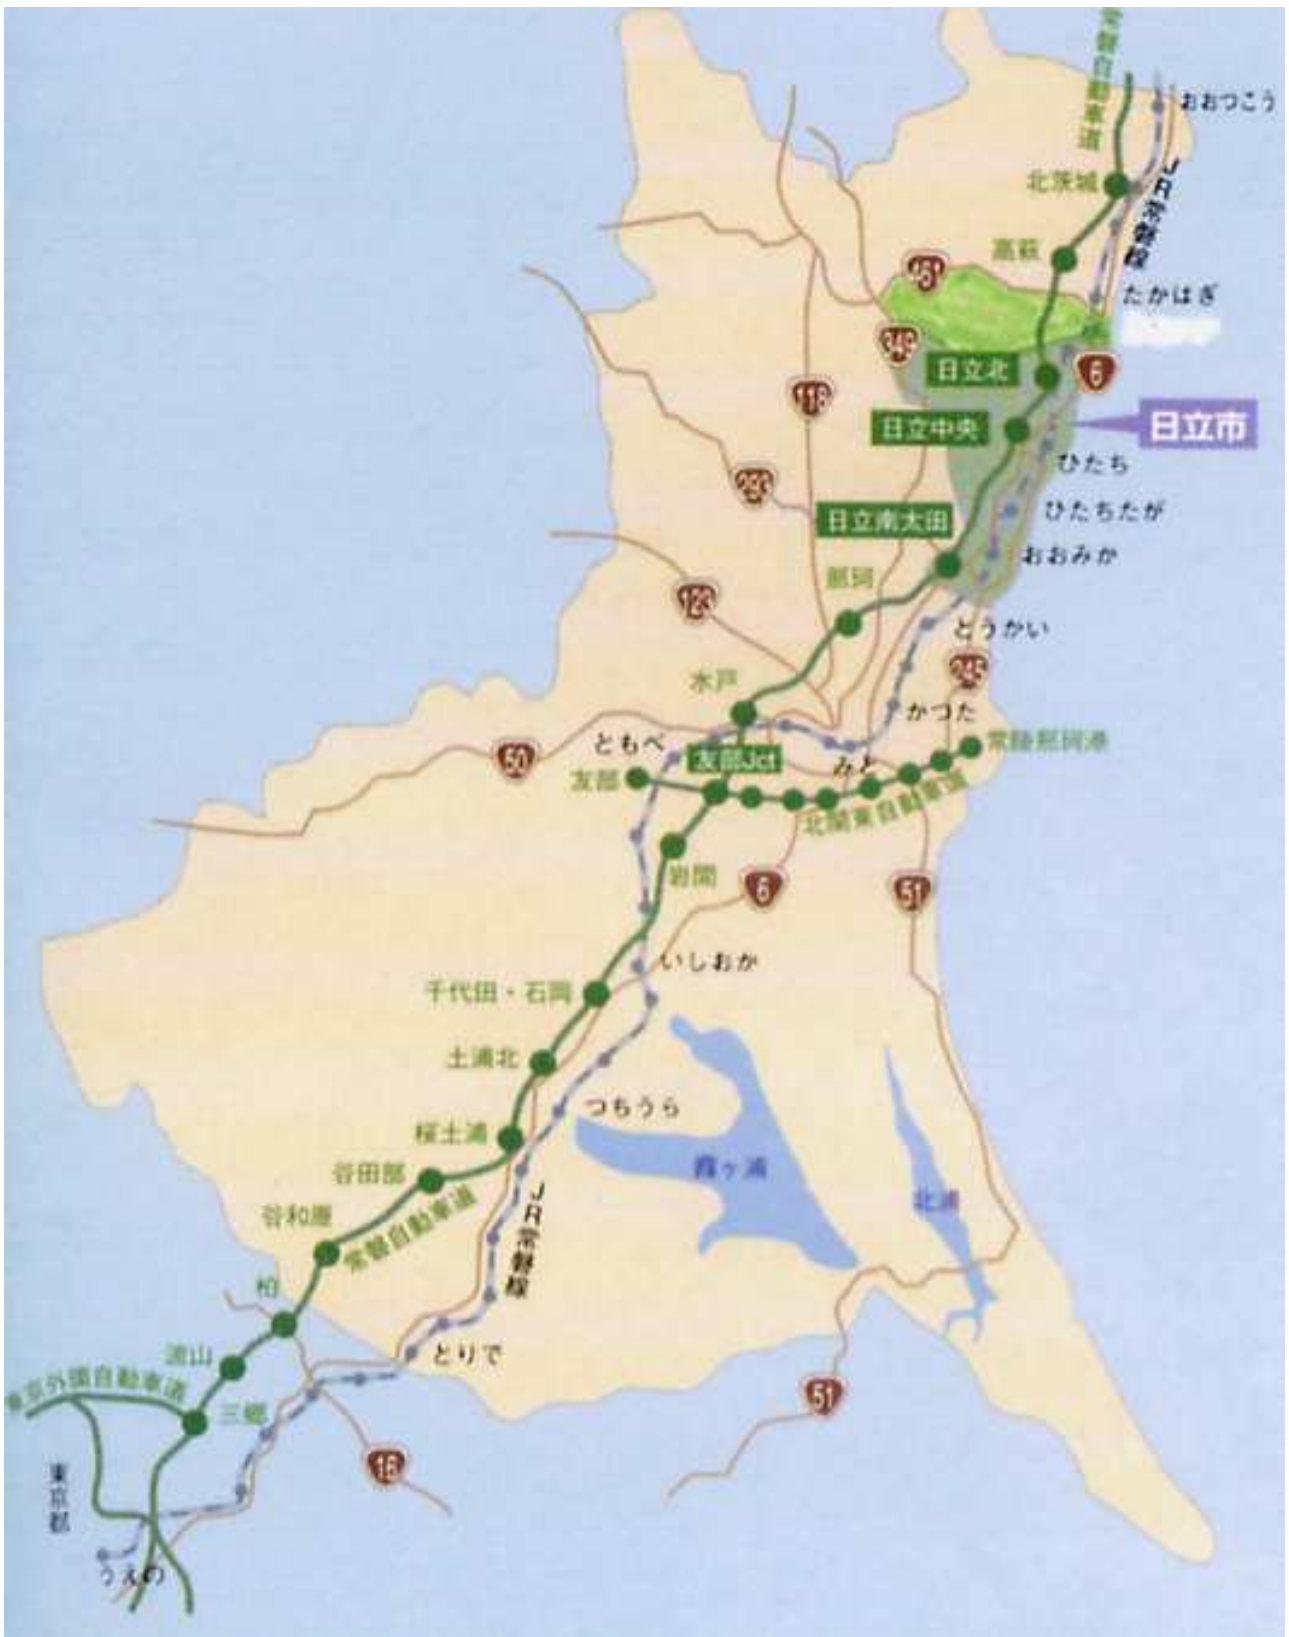 常磐自動車道
おおつこう
北茨城
JR常磐線
高萩
461
たかはぎ
349
日立北
6
118
日立中央
日立市
ひたち
293
ひたちたが
日立南太田
おおみか
那珂
123
とうかい
245
水戸
かつた
ともべ
常陸那珂港
50
友部Jct
みと
友部
北関東自動車道
岩間
6
51
いしおか
千代田・石岡
土浦北
つちうら
桜土浦
谷田部
霞ヶ浦
北浦
谷和原
常磐自動車道
JR常磐線
柏
流山
とりで
東京外環自動車道
三郷
51
16
東京都
うえの